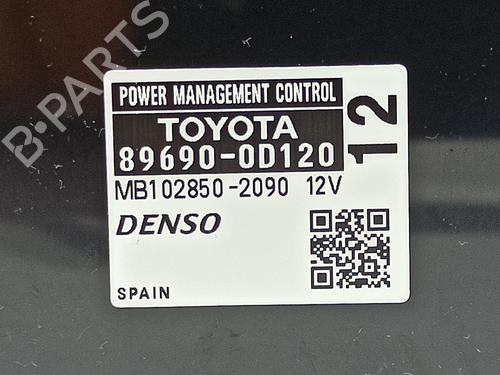 B·PARTS
POWER MANAGEMENT CONTROL
TOYOTA
89690-0D120
12
MB102850-2090 12V
DENSO
SPAIN